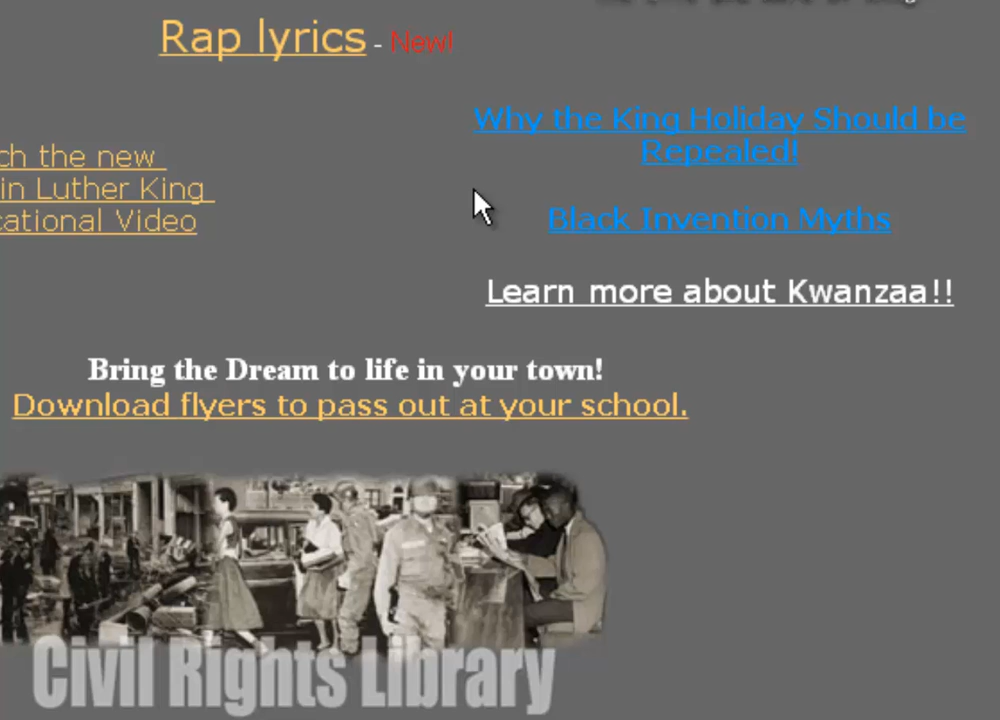 Rap lyrics - New!
Why the King Holiday Should be
Repealed!
ch the new
in Luther King
cational Video
Black Invention Myths
Learn more about Kwanzaa!!
Bring the Dream to life in your town!
Download flyers to pass out at your school.
Civil Rights Library